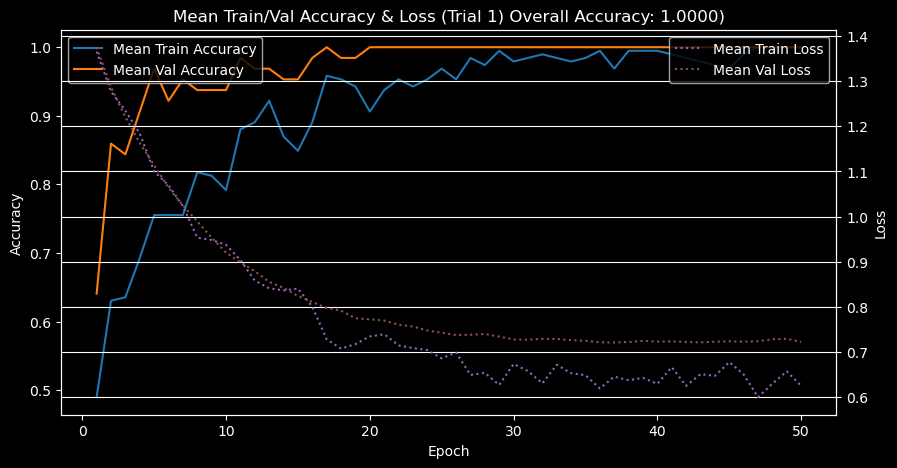 Mean Train/Val Accuracy & Loss (Trial 1) Overall Accuracy: 1.0000)
Mean Train Accuracy
Mean Val Accuracy
Mean Train Loss
Mean Val Loss
Accuracy
1.0
0.9
0.8
0.7
0.6
0.5
1.4
1.3
1.2
1.1
1.0
0.9
0.8
0.7
0.6
Loss
0 10 20 30 40 50
Epoch